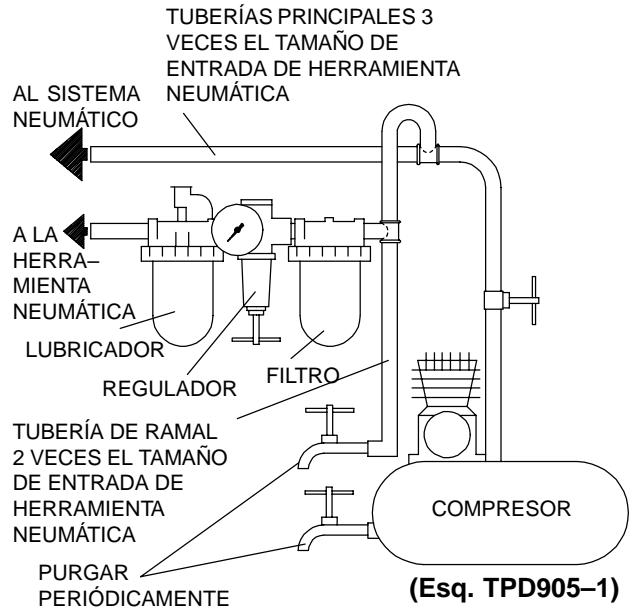 TUBERÍAS PRINCIPALES 3
VECES EL TAMAÑO DE
ENTRADA DE HERRAMIENTA
NEUMÁTICA
AL SISTEMA
NEUMÁTICO
A LA
HERRA–
MIENTA
NEUMÁTICA
LUBRICADOR
REGULADOR
FILTRO
TUBERÍA DE RAMAL
2 VECES EL TAMAÑO
DE ENTRADA DE
HERRAMIENTA
NEUMÁTICA
COMPRESOR
PURGAR
PERIÓDICAMENTE
(Esq. TPD905–1)